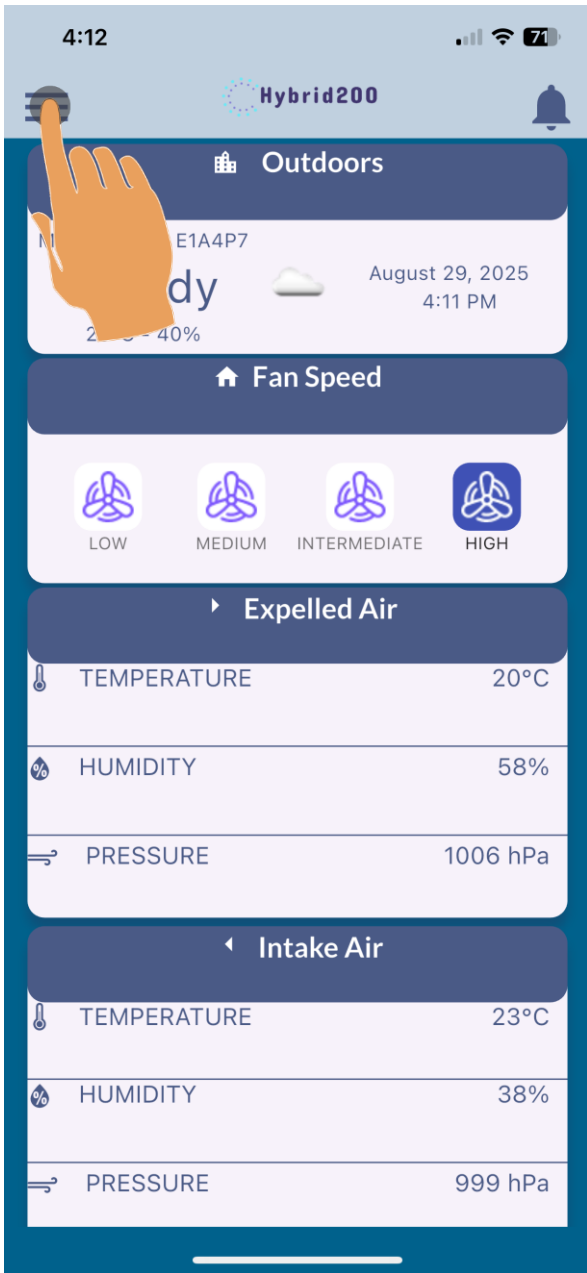 4:12
71
Hybrid200
Outdoors
E1A4P7
August 29, 2025
4:11 PM
40%
Fan Speed
LOW MEDIUM INTERMEDIATE HIGH
Expelled Air
TEMPERATURE 20°C
% HUMIDITY 58%
PRESSURE 1006 hPa
Intake Air
TEMPERATURE 23°C
% HUMIDITY 38%
PRESSURE 999 hPa